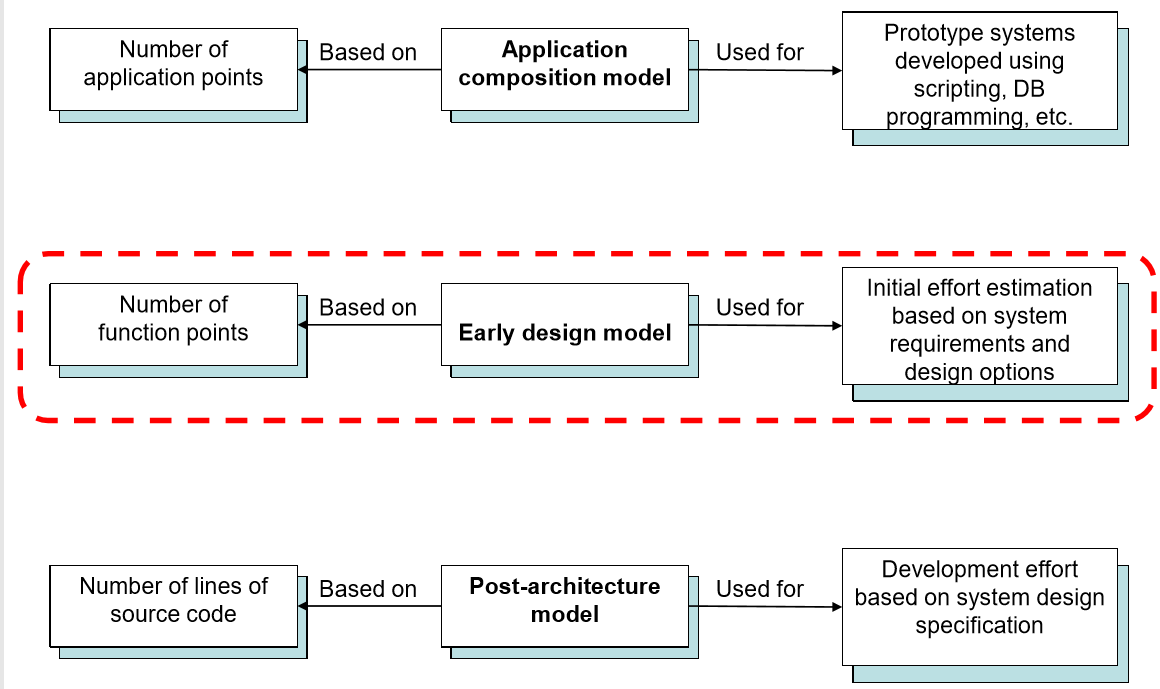 Number of
application points
Based on
Application
composition model
Used for
Prototype systems
developed using
scripting, DB
programming, etc.
Number of
function points
Based on
Early design model
Used for
Initial effort estimation
based on system
requirements and
design options
Number of lines of
source code
Based on
Post-architecture
model
Used for
Development effort
based on system design
specification